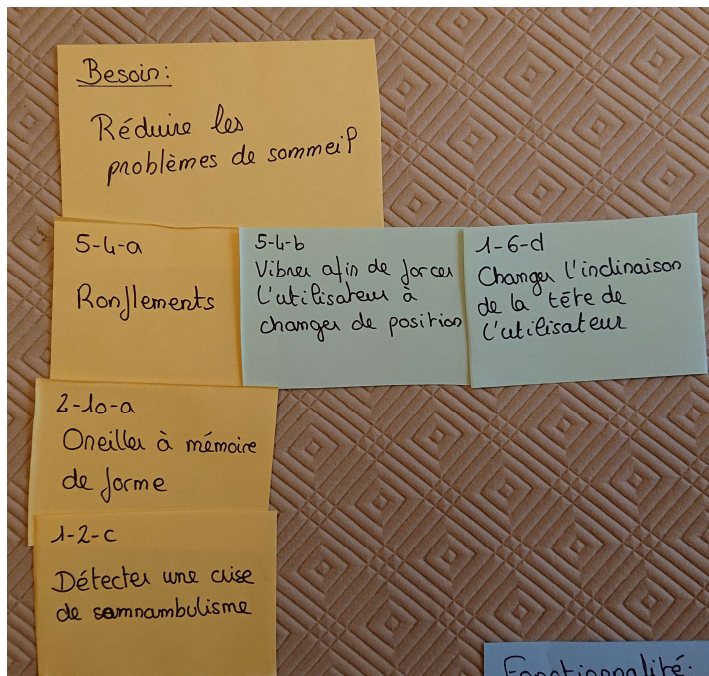 Besoin:
Réduire les
problèmes de sommeil
5-4-a
Ronflements
5-4-b
Vibrer afin de forcer
l'utilisateur à
changer de position
1-6-d
Changer l'inclinaison
de la tête de
l'utilisateur
2-10-a
Oreiller à mémoire
de forme
1-2-c
Détecter une crise
de somnambulisme
Fonctionnalité: